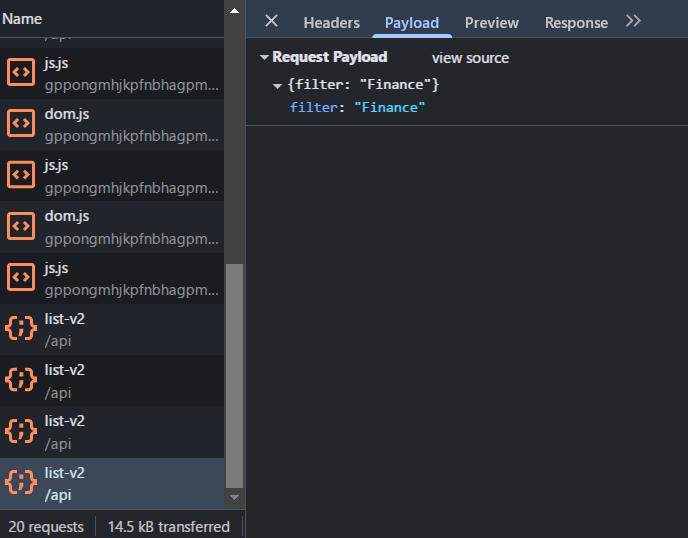 Name
/api
js.js
gppongmhjkpfnbhagpm...
dom.js
gppongmhjkpfnbhagpm...
js.js
gppongmhjkpfnbhagpm...
dom.js
gppongmhjkpfnbhagpm...
js.js
gppongmhjkpfnbhagpm...
list-v2
/api
list-v2
/api
list-v2
/api
list-v2
/api
20 requests 14.5 kB transferred
Headers Payload Preview Response
Request Payload view source
{filter: "Finance"}
filter: "Finance"